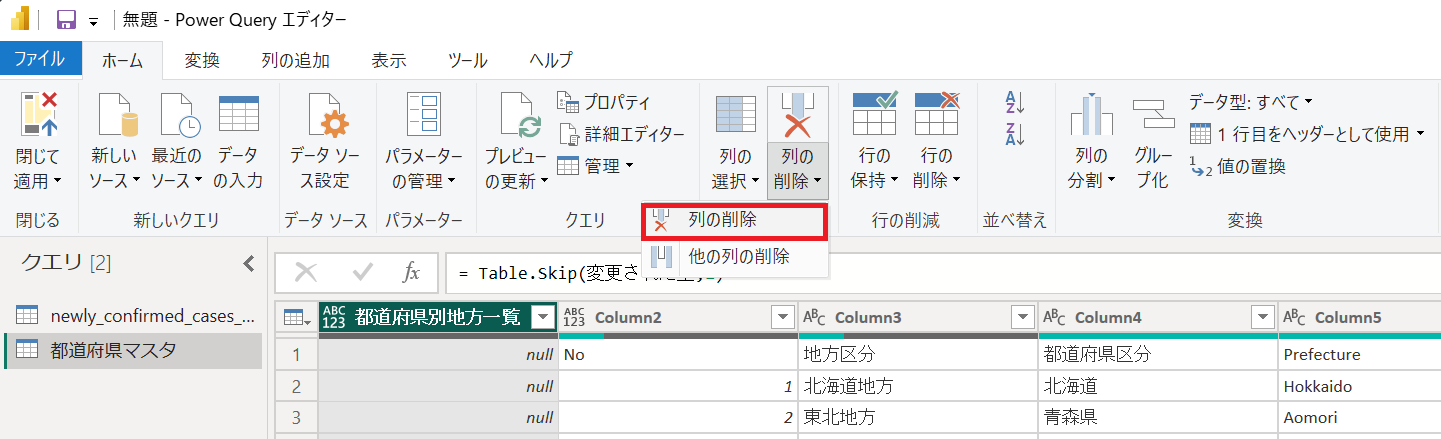 無題 - Power Query エディター
ファイル ホーム 変換 列の追加 表示 ツール ヘルプ
閉じて
適用
新しい
ソース
最近の
ソース
データ
の入力
データ ソー
ス設定
パラメーター
の管理
プレビュー
の更新
プロパティ
詳細エディター
管理
列の
選択
列の
削除
行の
保持
行の
削除
列の
分割
グルー
プ化
データ型: すべて
1 行目をヘッダーとして使用
値の置換
閉じる 新しいクエリ データ ソース パラメーター クエリ 行の削減 並べ替え 変換
列の削除
他の列の削除
クエリ [2]
newly_confirmed_cases_...
都道府県マスタ
fx
= Table.Skip(変更された型,
ABC 123 都道府県別地方一覧 ABC 123 Column2 ABC Column3 ABC Column4 ABC Column5
1 null No 地方区分 都道府県区分 Prefecture
2 null 1 北海道地方 北海道 Hokkaido
3 null 2 東北地方 青森県 Aomori